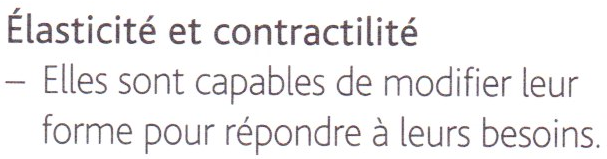 Élasticité et contractilité
– Elles sont capables de modifier leur
forme pour répondre à leurs besoins.